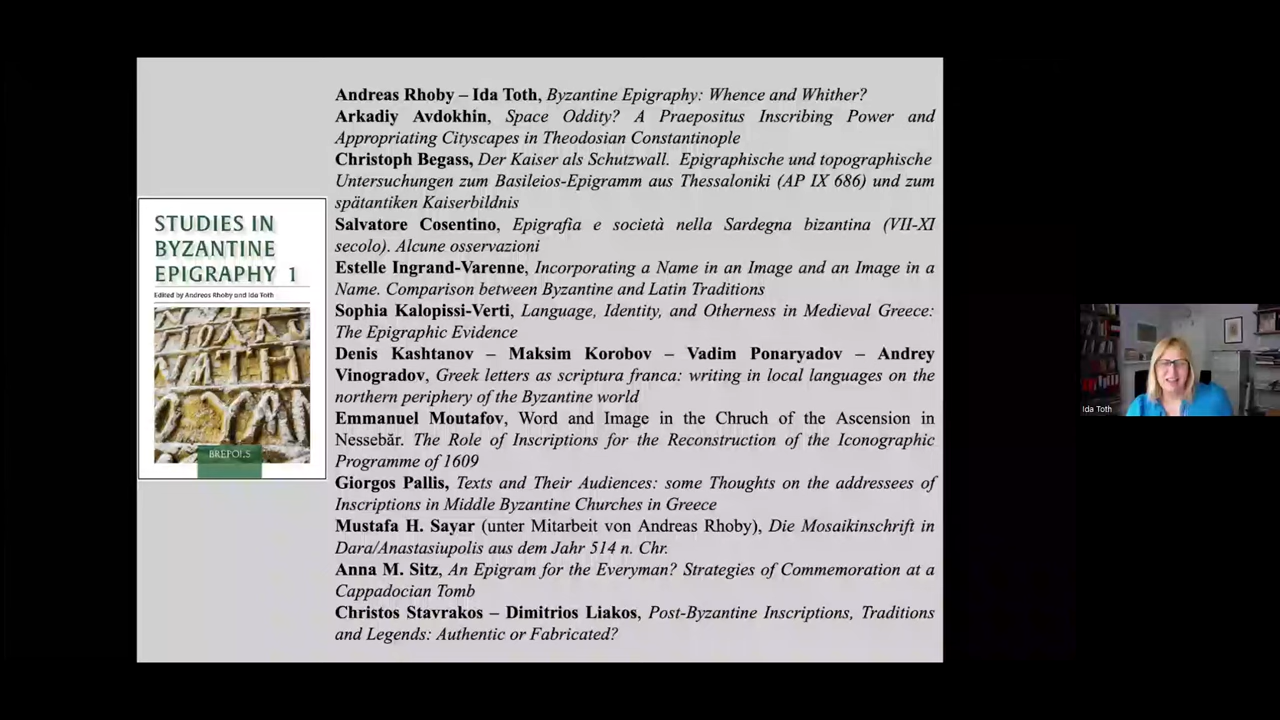 Andreas Rhoby – Ida Toth, Byzantine Epigraphy: Whence and Whither?
Arkadiy Avdokhin, Space Oddity? A Praepositus Inscribing Power and
Appropriating Cityscapes in Theodosian Constantinople
Christoph Begass, Der Kaiser als Schutzwall. Epigraphische und topographische
Untersuchungen zum Basileios-Epigramm aus Thessaloniki (AP IX 686) und zum
spätantiken Kaiserbildnis
Salvatore Cosentino, Epigrafia e società nella Sardegna bizantina (VII-XI
secolo). Alcune osservazioni
Estelle Ingrand-Varenne, Incorporating a Name in an Image and an Image in a
Name. Comparison between Byzantine and Latin Traditions
Sophia Kalopissi-Verti, Language, Identity, and Otherness in Medieval Greece:
The Epigraphic Evidence
Denis Kashtanov – Maksim Korobov – Vadim Ponaryadov – Andrey
Vinogradov, Greek letters as scriptura franca: writing in local languages on the
northern periphery of the Byzantine world
Emmanuel Moutafov, Word and Image in the Chruch of the Ascension in
Nessebăr. The Role of Inscriptions for the Reconstruction of the Iconographic
Programme of 1609
Giorgos Pallis, Texts and Their Audiences: some Thoughts on the addressees of
Inscriptions in Middle Byzantine Churches in Greece
Mustafa H. Sayar (unter Mitarbeit von Andreas Rhoby), Die Mosaikinschrift in
Dara/Anastasiupolis aus dem Jahr 514 n. Chr.
Anna M. Sitz, An Epigram for the Everyman? Strategies of Commemoration at a
Cappadocian Tomb
Christos Stavrakos – Dimitrios Liakos, Post-Byzantine Inscriptions, Traditions
and Legends: Authentic or Fabricated?
STUDIES IN
BYZANTINE
EPIGRAPHY 1
Edited by Andreas Rhoby and Ida Toth
BREPOLS
Ida Toth